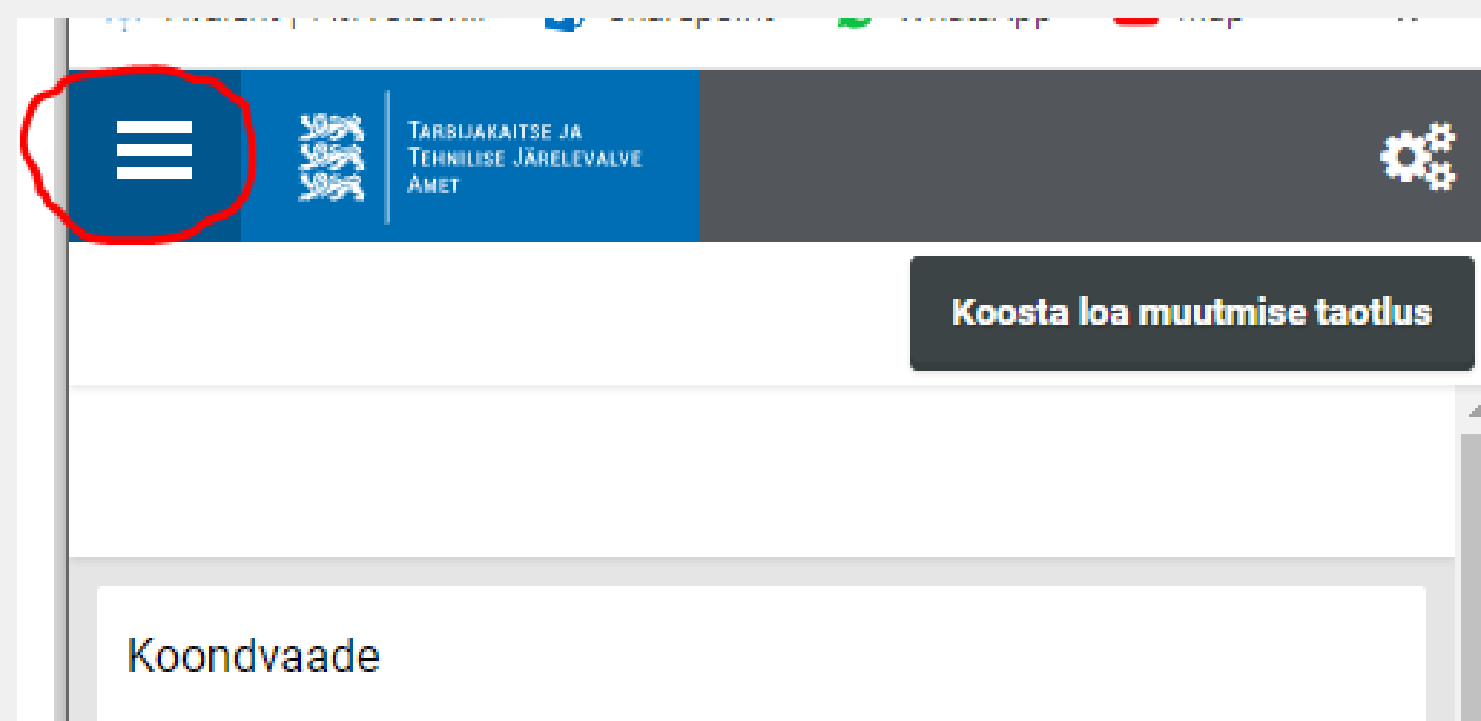 TARBIJAKAITSE JA
TEHNILISE JÄRELEVALVE
AMET
Koosta loa muutmise taotlus
Koondvaade